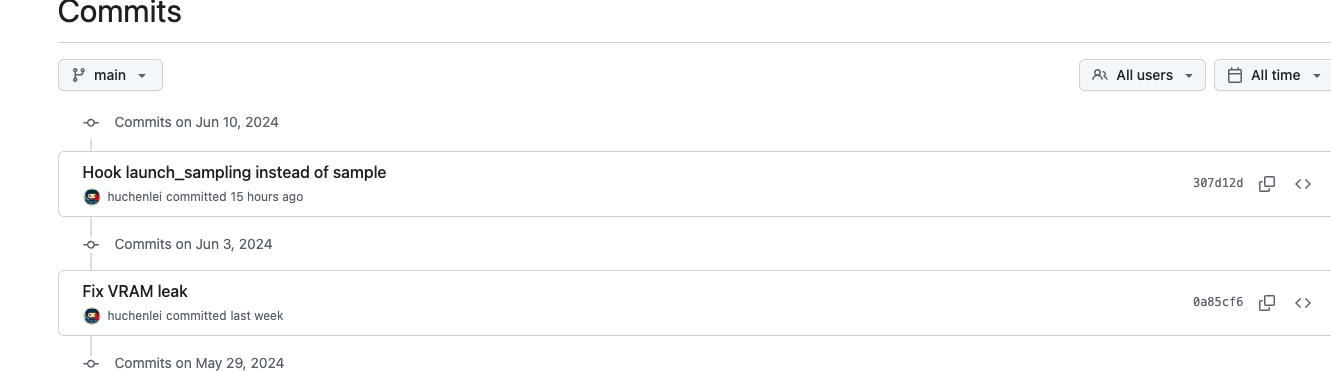 Commits
main
All users
All time
Commits on Jun 10, 2024
Hook launch_sampling instead of sample
huchenlei committed 15 hours ago
307d12d
Commits on Jun 3, 2024
Fix VRAM leak
huchenlei committed last week
0a85cf6
Commits on May 29, 2024